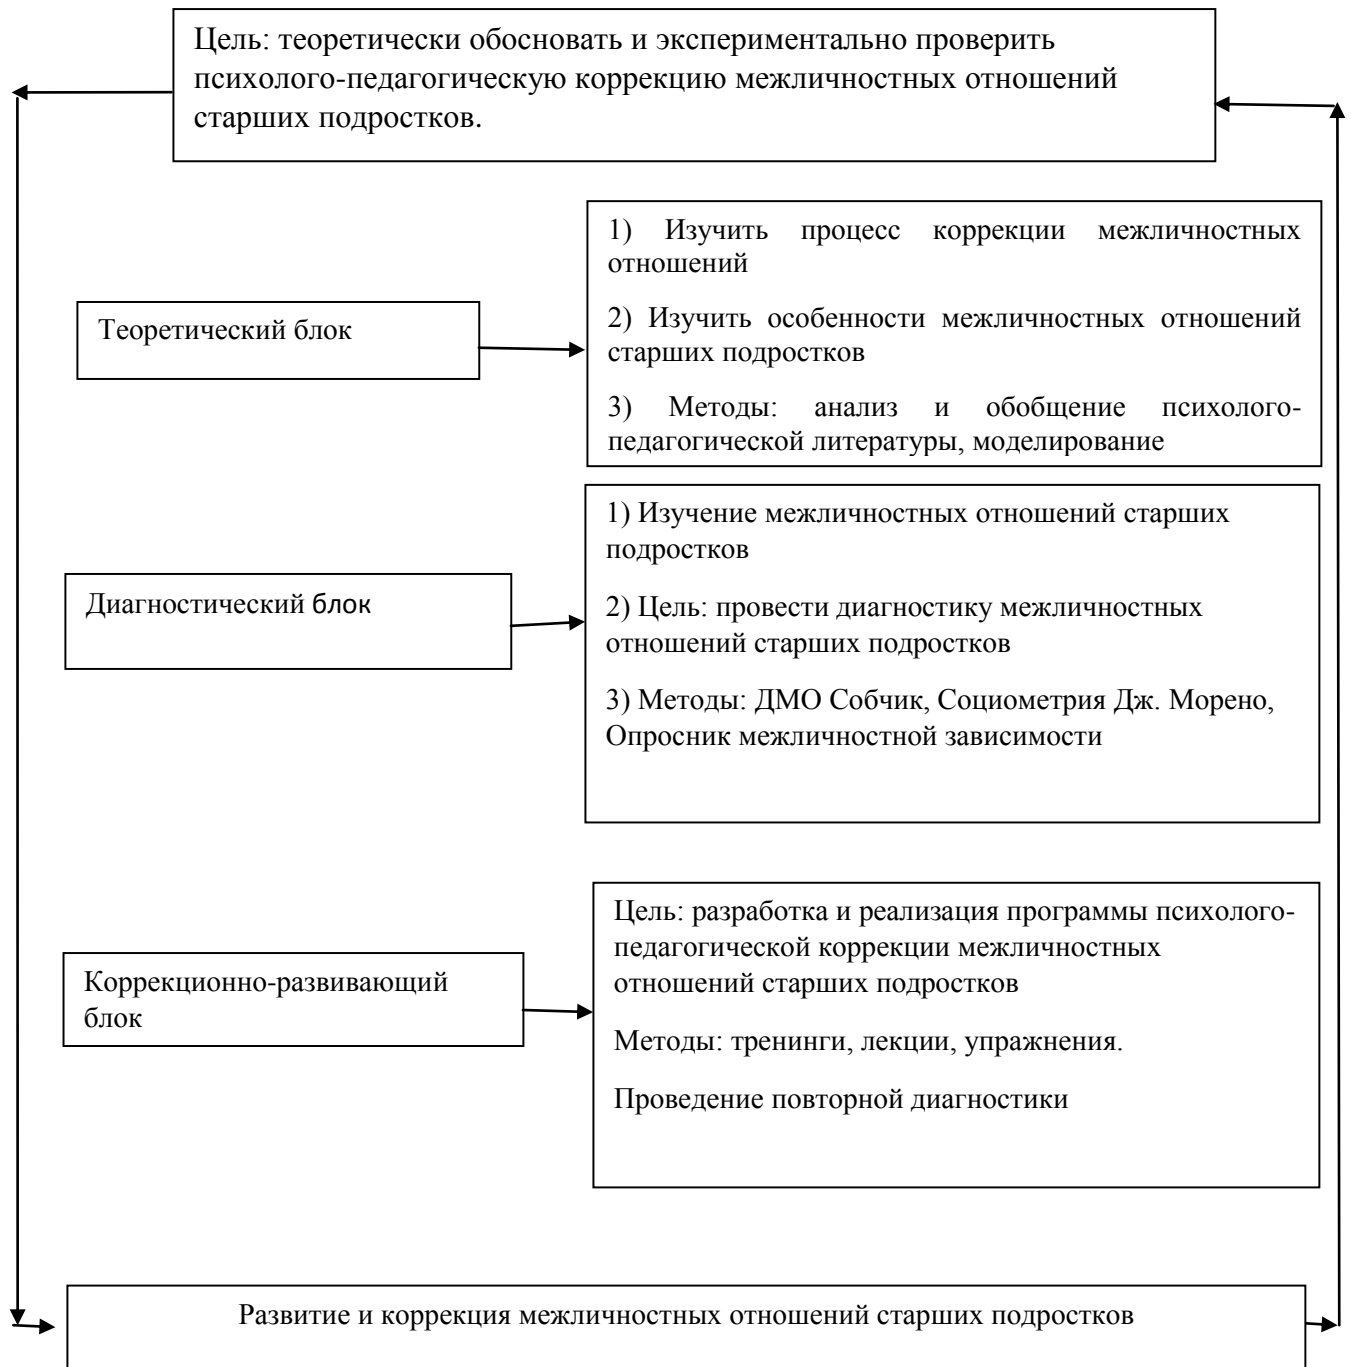 Цель: теоретически обосновать и экспериментально проверить
психолого-педагогическую коррекцию межличностных отношений
старших подростков.
Теоретический блок
1) Изучить процесс коррекции межличностных
отношений
2) Изучить особенности межличностных отношений
старших подростков
3) Методы: анализ и обобщение психолого-
педагогической литературы, моделирование
Диагностический блок
1) Изучение межличностных отношений старших
подростков
2) Цель: провести диагностику межличностных
отношений старших подростков
3) Методы: ДМО Собчик, Социометрия Дж. Морено,
Опросник межличностной зависимости
Коррекционно-развивающий
блок
Цель: разработка и реализация программы психолого-
педагогической коррекции межличностных
отношений старших подростков
Методы: тренинги, лекции, упражнения.
Проведение повторной диагностики
Развитие и коррекция межличностных отношений старших подростков